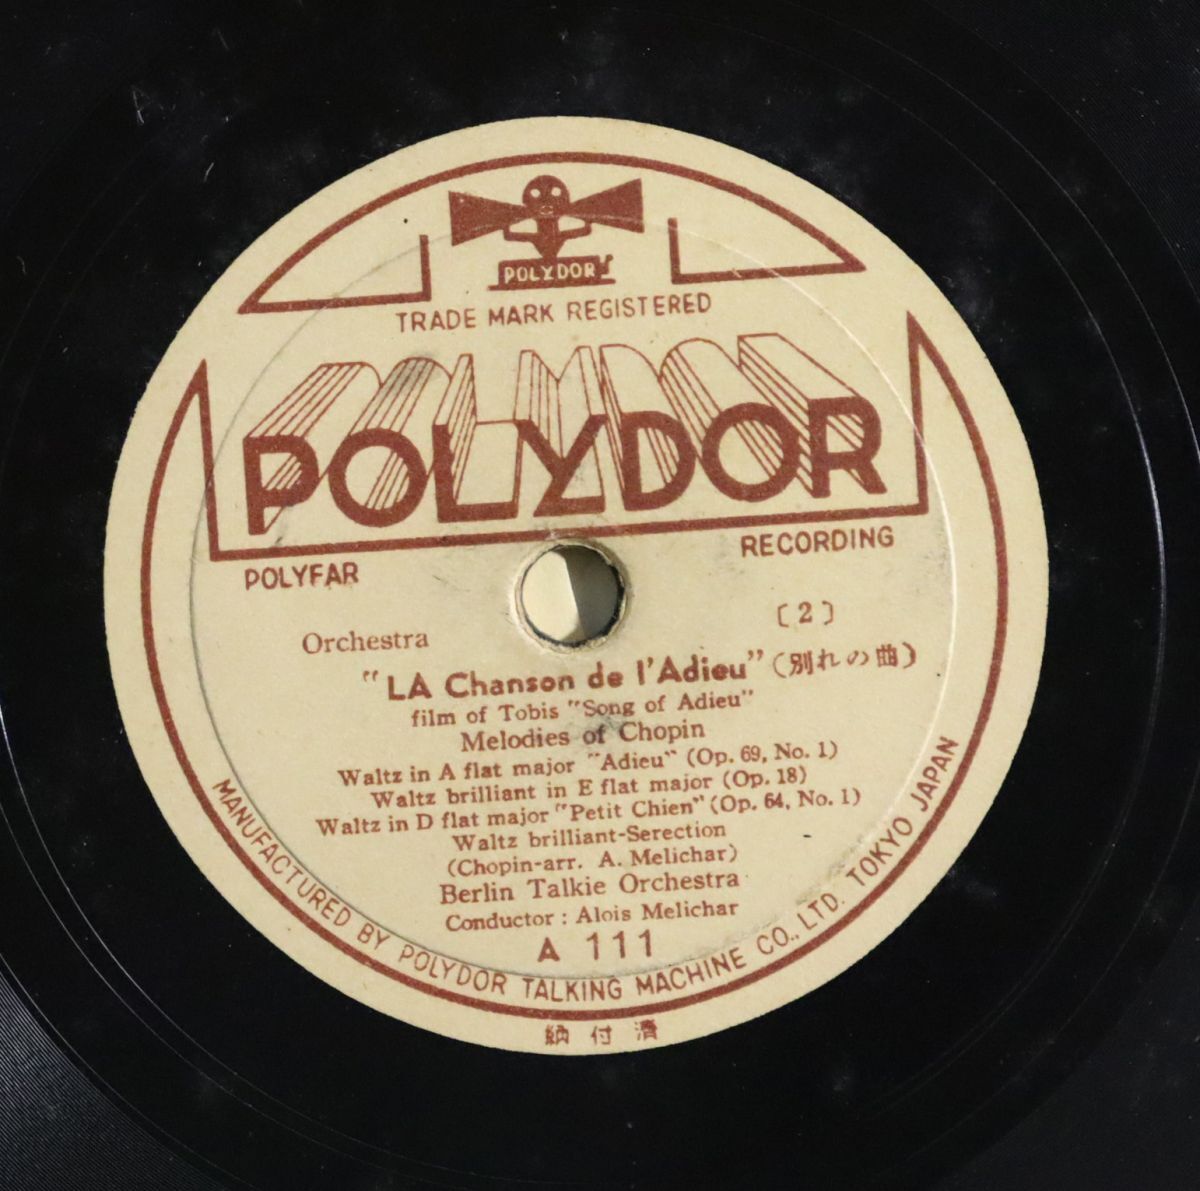 POLYDOR
TRADE MARK REGISTERED
POLYDOR
POLYFAR
RECORDING
[2]
Orchestra
"LA Chanson de l'Adieu" (別れの曲)
film of Tobis "Song of Adieu"
Melodies of Chopin
Waltz in A flat major "Adieu" (Op. 69, No. 1)
Waltz brilliant in E flat major (Op. 18)
Waltz in D flat major "Petit Chien" (Op. 64, No. 1)
Waltz brilliant-Serection
(Chopin-arr. A. Melichar)
Berlin Talkie Orchestra
Conductor : Alois Melichar
A 111
MANUFACTURED BY POLYDOR TALKING MACHINE CO., LTD. TOKYO JAPAN
納付済